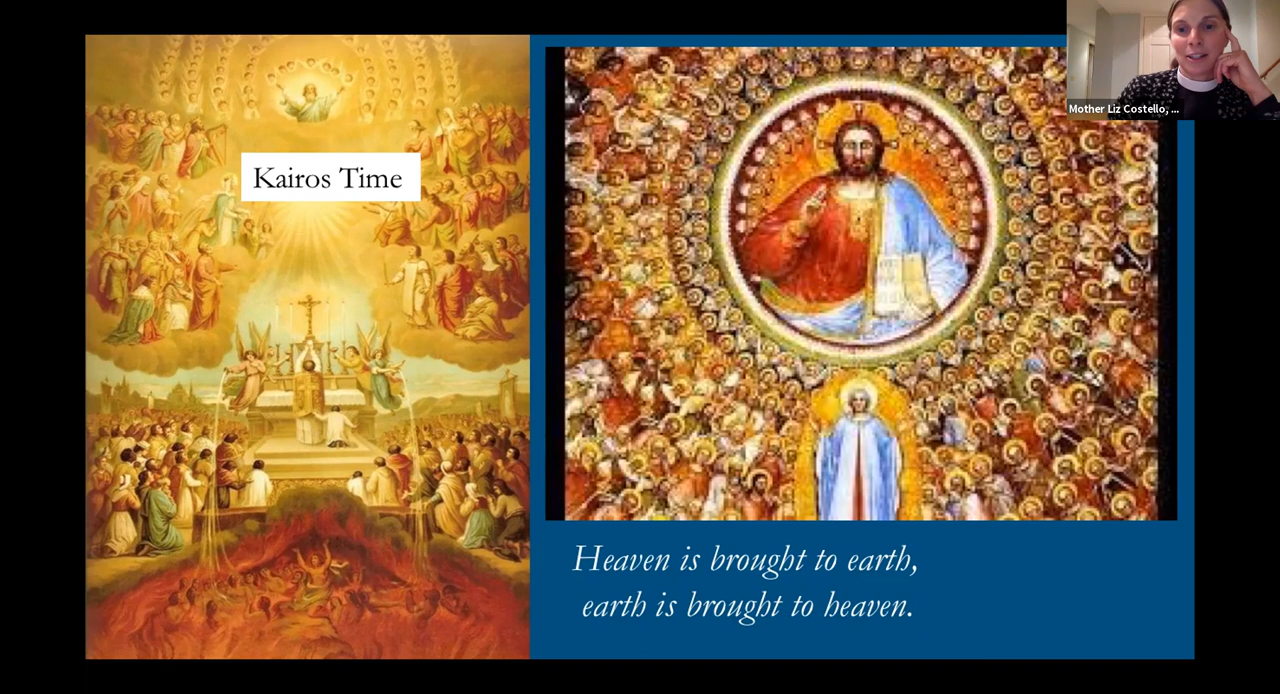 Mother Liz Costello, ...
Kairos Time
Heaven is brought to earth,
earth is brought to heaven.